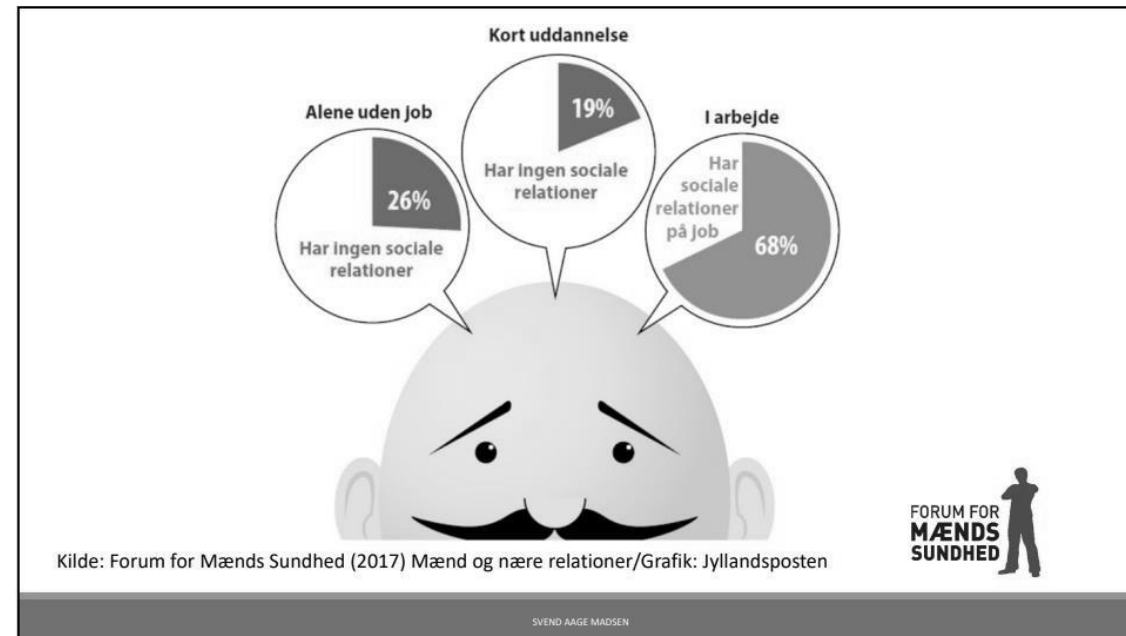 Kort uddannelse
19%
Har ingen sociale
relationer
Alene uden job
26%
Har ingen sociale
relationer
I arbejde
Har
sociale
relationer
på job
68%
FORUM FOR
MÆNDS
SUNDHED
Kilde: Forum for Mænds Sundhed (2017) Mænd og nære relationer/Grafik: Jyllandsposten
SVEND AAGE MADSEN